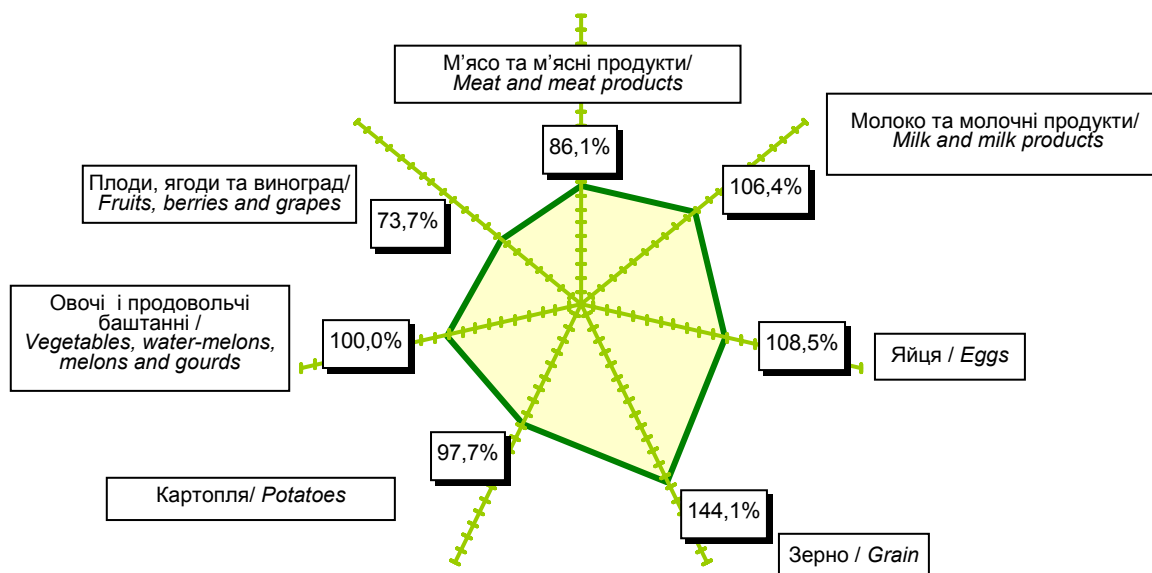 М'ясо та м'ясні продукти/
Meat and meat products
86,1%
Молоко та молочні продукти/
Milk and milk products
106,4%
Плоди, ягоди та виноград/
Fruits, berries and grapes
73,7%
Овочі і продовольчі
баштанні /
Vegetables, water-melons,
melons and gourds
100,0%
108,5%
Яйця / Eggs
97,7%
Картопля/ Potatoes
144,1%
Зерно / Grain